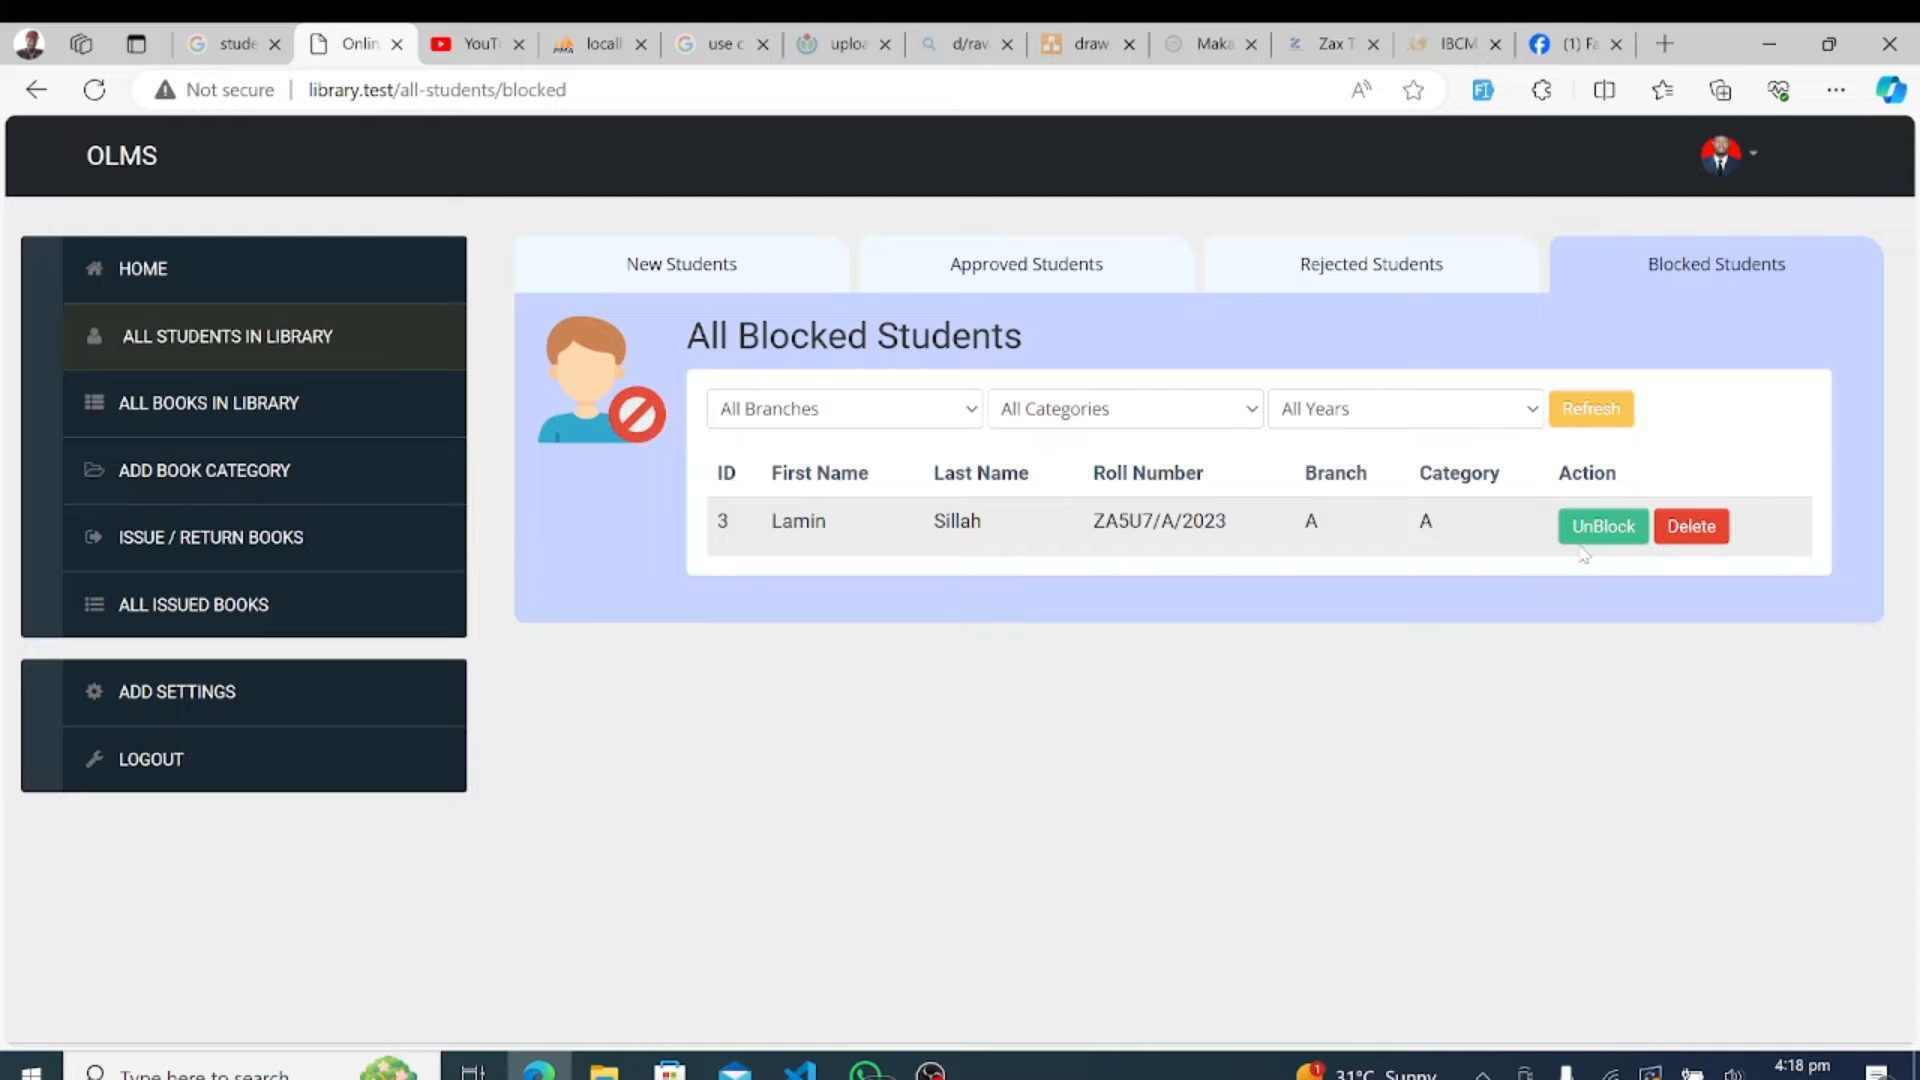 stude
Onlin
YouT
locall
use c
uploa
d/rav
draw
Maka
Zax T
IBCM
(1) Fa
Not secure
library.test/all-students/blocked
OLMS
HOME
ALL STUDENTS IN LIBRARY
ALL BOOKS IN LIBRARY
ADD BOOK CATEGORY
ISSUE / RETURN BOOKS
ALL ISSUED BOOKS
ADD SETTINGS
LOGOUT
New Students
Approved Students
Rejected Students
Blocked Students
All Blocked Students
All Branches
All Categories
All Years
Refresh
ID First Name Last Name Roll Number Branch Category Action
3 Lamin Sillah ZA5U7/A/2023 A A UnBlock Delete
Type here to search
31°C Sunny
4:18 pm